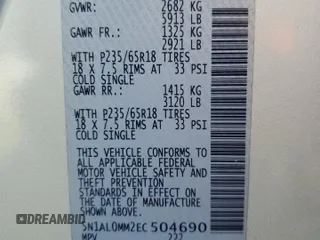 GVWR: 2682 KG
5913 LB
GAWR FR.: 1325 KG
2921 LB
WITH P235/65R18 TIRES
18 X 7.5 RIMS AT 33 PSI
COLD SINGLE
GAWR RR.: 1415 KG
3120 LB
WITH P235/65R18 TIRES
18 X 7.5 RIMS AT 33 PSI
COLD SINGLE
THIS VEHICLE CONFORMS TO
ALL APPLICABLE FEDERAL
MOTOR VEHICLE SAFETY AND
STANDARDS IN EFFECT ON
THE DATE OF MANUFACTURE
SHOWN ABOVE.
5N1AL0MM2EC504690
MPV
DREAMBID